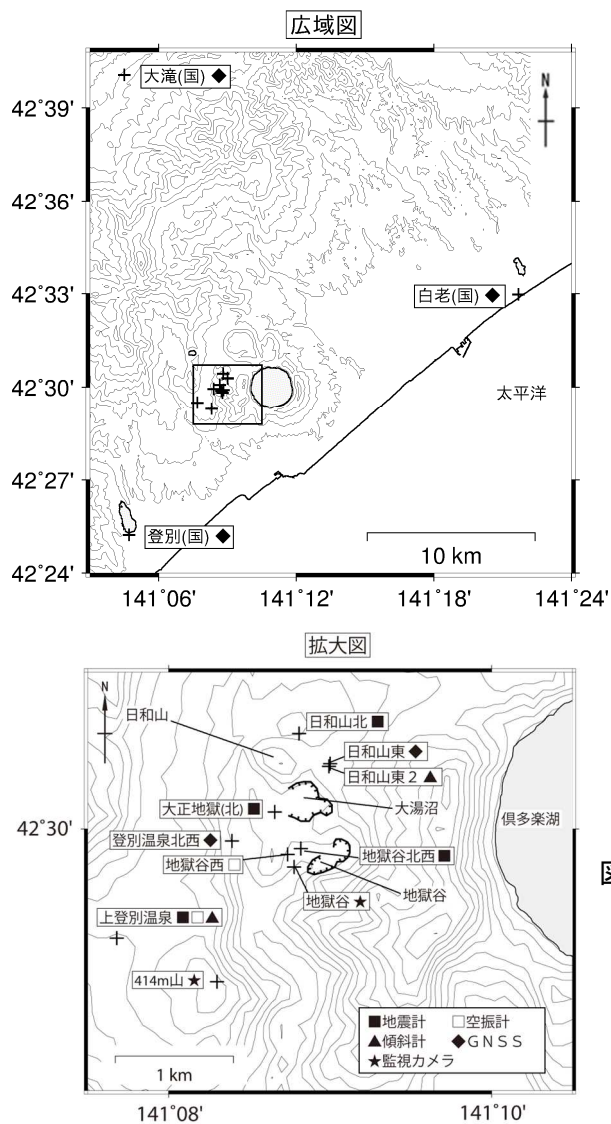 広域図
大滝(国) ◆
N
42˚39'
42˚36'
42˚33'
白老(国) ◆
42˚30'
太平洋
42˚27'
登別(国) ◆
10 km
42˚24'
141˚06'
141˚12'
141˚18'
141˚24'
拡大図
N
日和山
日和山北 ■
日和山東 ◆
日和山東２ ▲
大正地獄(北) ■
大湯沼
倶多楽湖
42˚30'
登別温泉北西 ◆
地獄谷北西 ■
地獄谷西 □
地獄谷 ★
地獄谷
上登別温泉 ■ □ ▲
414m山 ★
■地震計 □空振計
▲傾斜計 ◆ＧＮＳＳ
★監視カメラ
1 km
141˚08'
141˚10'